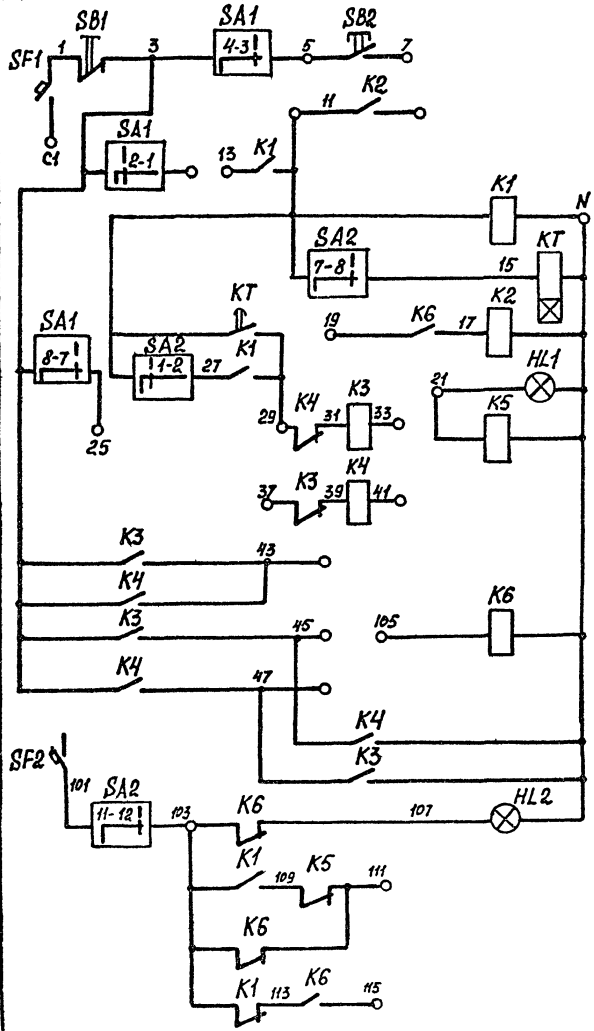 SA1
SB1 SB2
1 3 4-3 5 7
SF1
K2
C1 SA1 11
2-1 13 K1
K1 N
SA2 KT
7-8 15
KT K2
19 K6 17
SA1 SA2 K1 HL1
8-7 1-2 27 21
K4 K3 K5
29 31 33
25
K3 K4
37 39 41
K3
43
K4
K3 K6
45 105
K4
47
K4
SF2 K3
101 SA2 HL2
11-12 103 K6 107
K1 K5
109 111
K6
K1 113 K6 115